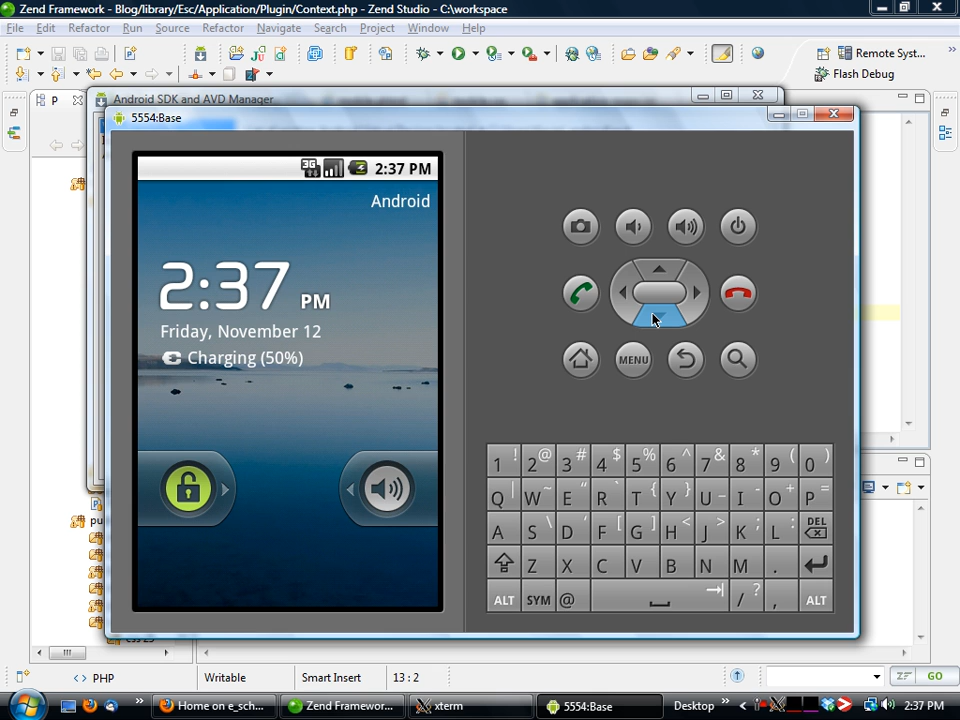 Zend Framework - Blog/library/Esc/Application/Plugin/Context.php - Zend Studio - C:\workspace
File Edit Refactor Run Source Refactor Navigate Search Project Window Help
Remote Sys...
Flash Debug
P
Android SDK and AVD Manager
5554:Base
3G 2:37 PM
Android
2:37 PM
Friday, November 12
Charging (50%)
MENU
1 ! 2 @ 3 # 4 $ 5 % 6 ^ 7 & 8 * 9 ( 0 )
Q | W ~ E " R ` T { Y } U _ I - O + P =
A S \ D ' F [ G ] H < J > K ; L : DEL
Z X C V B N M .
ALT SYM @ / ? , ALT
pu
<> PHP Writable Smart Insert 13 : 2 ZF GO
Home on e_sch... Zend Framewor... xterm 5554:Base Desktop 2:37 PM